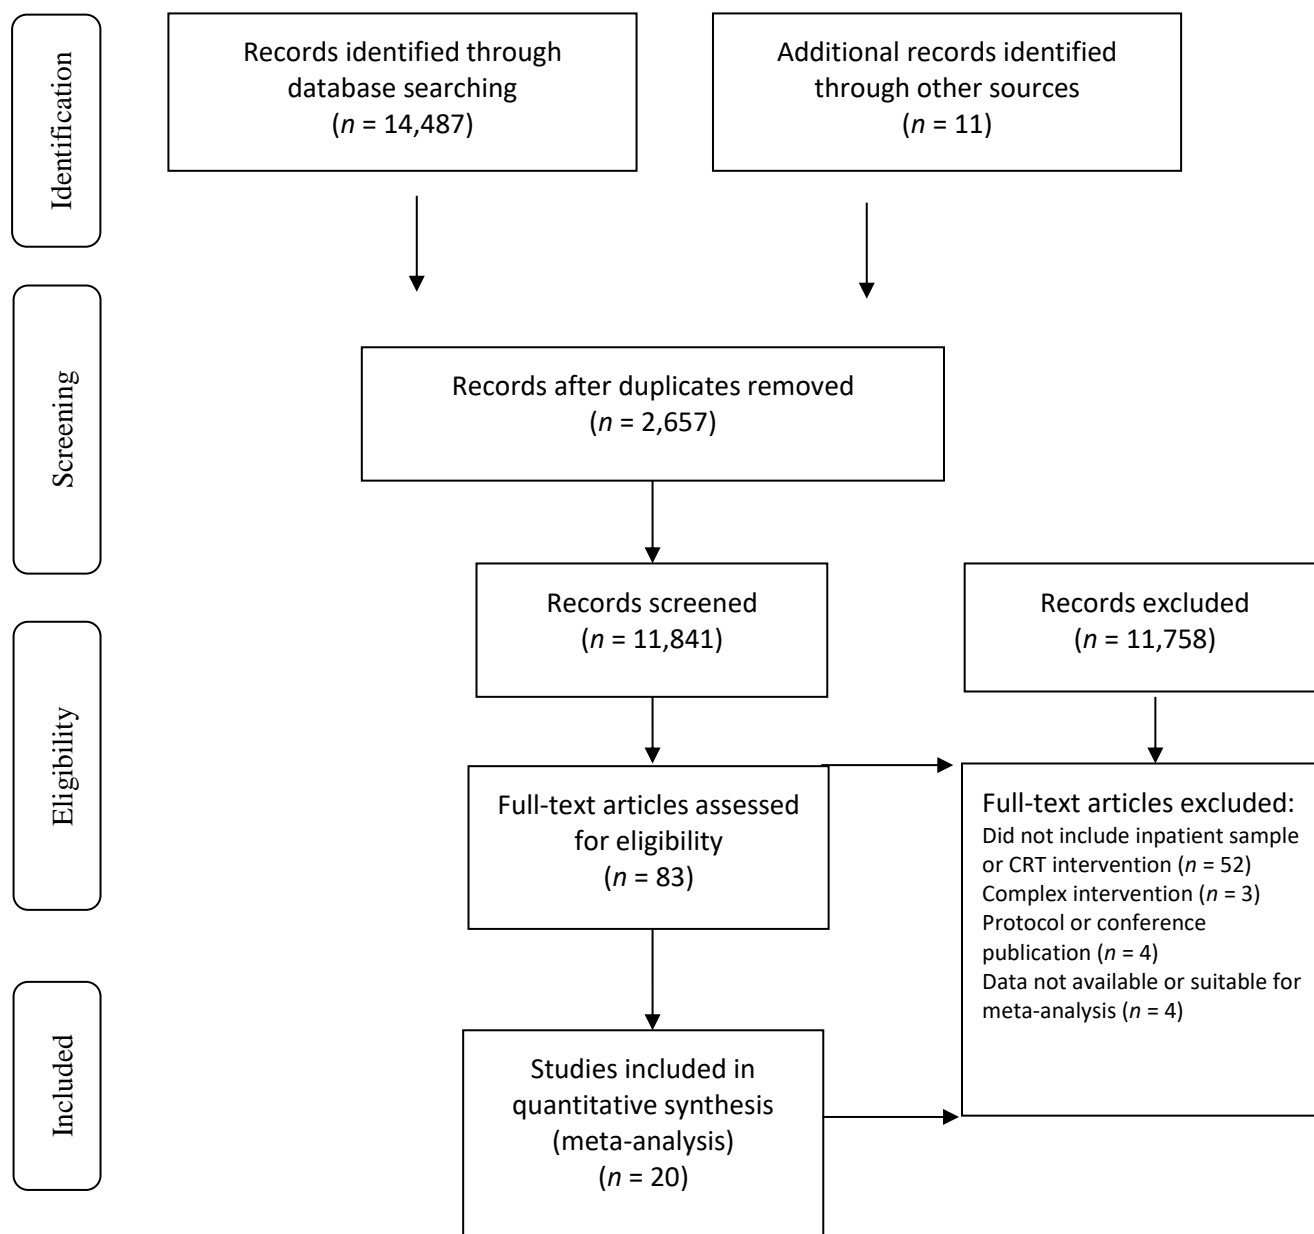 Identification
Records identified through
database searching
(n = 14,487)
Additional records identified
through other sources
(n = 11)
Screening
Records after duplicates removed
(n = 2,657)
Records screened
(n = 11,841)
Records excluded
(n = 11,758)
Eligibility
Full-text articles assessed
for eligibility
(n = 83)
Full-text articles excluded:
Did not include inpatient sample
or CRT intervention (n = 52)
Complex intervention (n = 3)
Protocol or conference
publication (n = 4)
Data not available or suitable for
meta-analysis (n = 4)
Included
Studies included in
quantitative synthesis
(meta-analysis)
(n = 20)